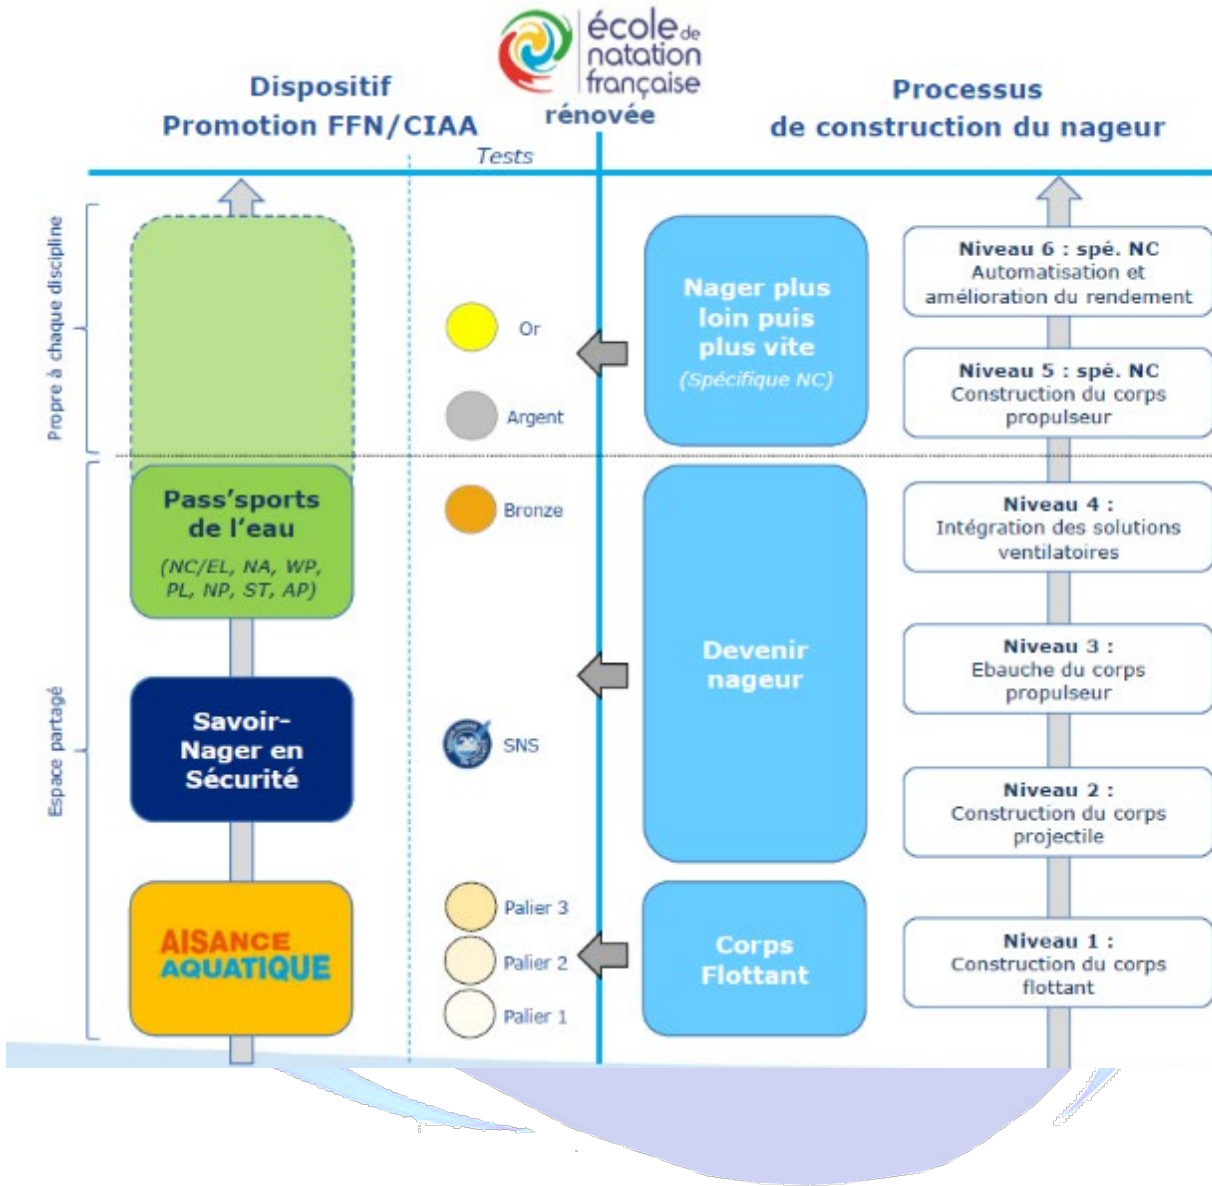 école de
natation
française
rénovée
Dispositif
Promotion FFN/CIAA
Tests
Processus
de construction du nageur
Propre à chaque discipline
Espace partagé
Pass'sports
de l'eau
(NC/EL, NA, WP,
PL, NP, ST, AP)
Savoir-
Nager en
Sécurité
AISANCE
AQUATIQUE
Or
Argent
Bronze
SNS
Palier 3
Palier 2
Palier 1
Nager plus
loin puis
plus vite
(Spécifique NC)
Devenir
nageur
Corps
Flottant
Niveau 6 : spé. NC
Automatisation et
amélioration du rendement
Niveau 5 : spé. NC
Construction du corps
propulseur
Niveau 4 :
Intégration des solutions
ventilatoires
Niveau 3 :
Ebauche du corps
propulseur
Niveau 2 :
Construction du corps
projectile
Niveau 1 :
Construction du corps
flottant